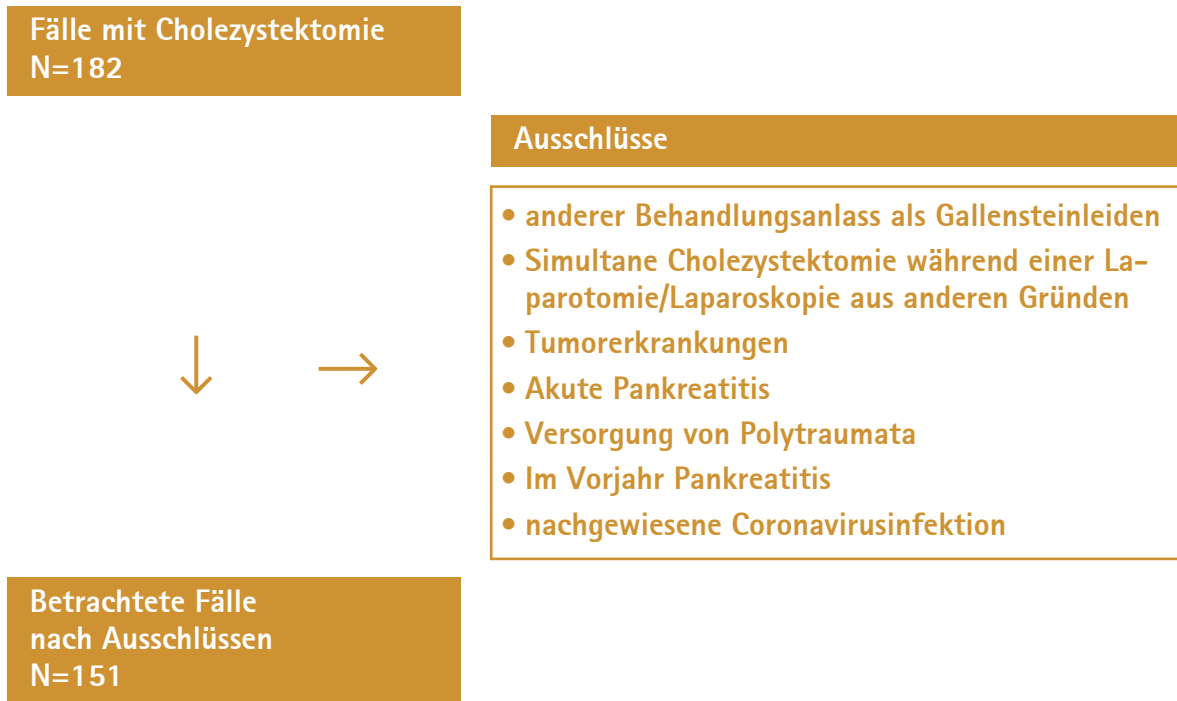 Fälle mit Cholezystektomie
N=182
Ausschlüsse
• anderer Behandlungsanlass als Gallensteinleiden
• Simultane Cholezystektomie während einer La-
parotomie/Laparoskopie aus anderen Gründen
• Tumorerkrankungen
• Akute Pankreatitis
• Versorgung von Polytraumata
• Im Vorjahr Pankreatitis
• nachgewiesene Coronavirusinfektion
Betrachtete Fälle
nach Ausschlüssen
N=151